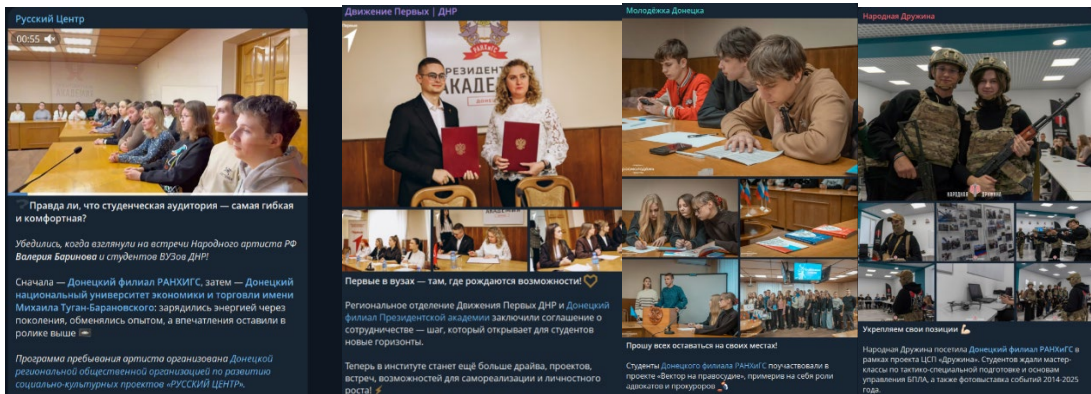 Русский Центр
00:55
Правда ли, что студенческая аудитория — самая гибкая
и комфортная?
Убедились, когда взглянули на встречи Народного артиста РФ
Валерия Баринова и студентов ВУЗов ДНР!
Сначала — Донецкий филиал РАНХиГС, затем — Донецкий
национальный университет экономики и торговли имени
Михаила Туган-Барановского: зарядились энергией через
поколения, обменялись опытом, а впечатления оставили в
ролике выше
Программа пребывания артиста организована Донецкой
региональной общественной организацией по развитию
социально-культурных проектов «РУССКИЙ ЦЕНТР».
Движение Первых | ДНР
РАНХиГС
ПРЕЗИДЕНТ
АКАДЕМИ
Первые в вузах — там, где рождаются возможности!
Региональное отделение Движения Первых ДНР и Донецкий
филиал Президентской академии заключили соглашение о
сотрудничестве — шаг, который открывает для студентов
новые горизонты.
Теперь в институте станет ещё больше драйва, проектов,
встреч, возможностей для самореализации и личностного
роста!
Молодёжка Донецка
Прошу всех оставаться на своих местах!
Студенты Донецкого филиала РАНХиГС поучаствовали в
проекте «Вектор на правосудие», примерив на себя роли
адвокатов и прокуроров
Народная Дружина
НАРОДНАЯ ДРУЖИНА
Укрепляем свои позиции
Народная Дружина посетила Донецкий филиал РАНХиГС в
рамках проекта ЦСП «Дружина». Студентов ждали мастер-
классы по тактико-специальной подготовке и основам
управления БПЛА, а также фотовыставка событий 2014-2025
года.